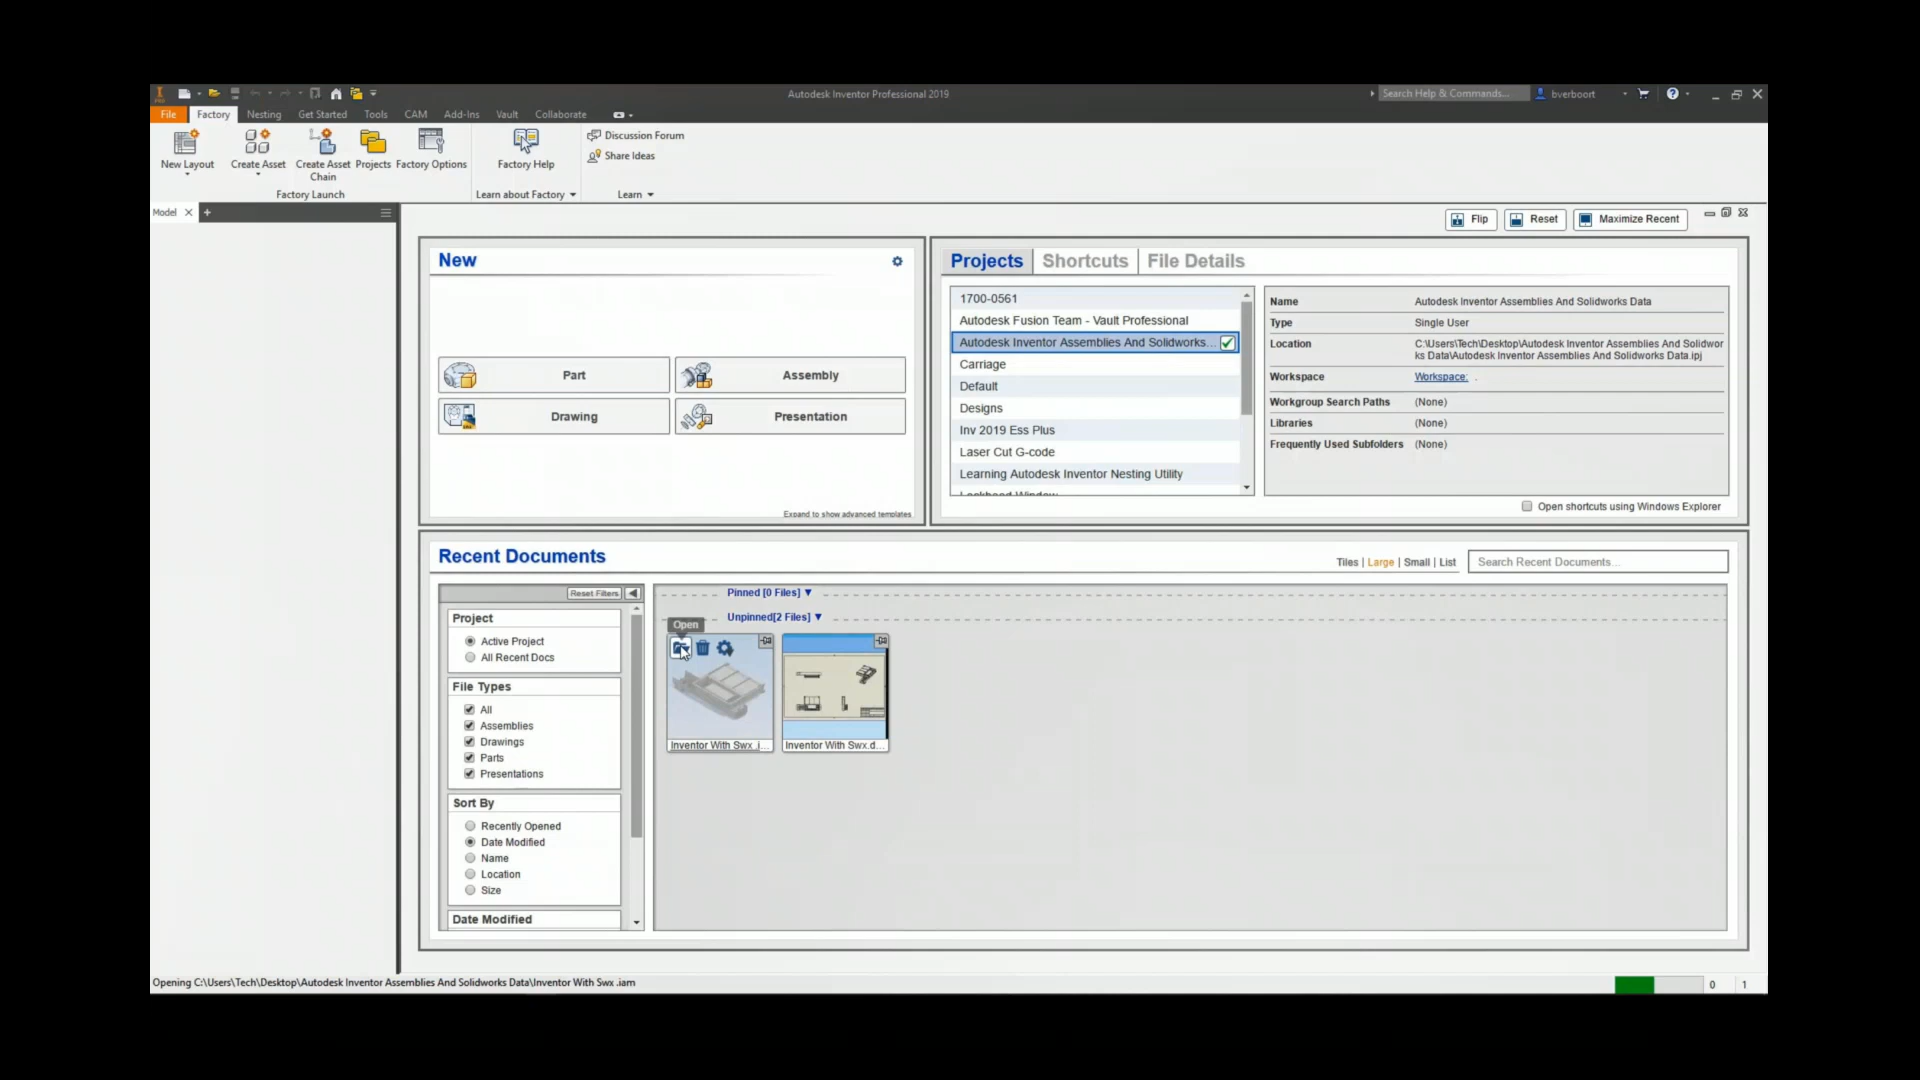 Autodesk Inventor Professional 2019
Search Help & Commands...
bverboort
File Factory Nesting Get Started Tools CAM Add-Ins Vault Collaborate
New Layout
Create Asset
Create Asset Chain
Projects
Factory Options
Factory Launch
Factory Help
Learn about Factory
Discussion Forum
Share Ideas
Learn
Model
Flip
Reset
Maximize Recent
New
Part
Assembly
Drawing
Presentation
Expand to show advanced templates
Projects
Shortcuts
File Details
1700-0561
Autodesk Fusion Team - Vault Professional
Autodesk Inventor Assemblies And Solidworks...
Carriage
Default
Designs
Inv 2019 Ess Plus
Laser Cut G-code
Learning Autodesk Inventor Nesting Utility
Name Autodesk Inventor Assemblies And Solidworks Data
Type Single User
Location C:\Users\Tech\Desktop\Autodesk Inventor Assemblies And Solidwor
ks Data\Autodesk Inventor Assemblies And Solidworks Data.ipj
Workspace Workspace: .
Workgroup Search Paths (None)
Libraries (None)
Frequently Used Subfolders (None)
Open shortcuts using Windows Explorer
Recent Documents
Tiles | Large | Small | List
Search Recent Documents...
Reset Filters
Project
Active Project
All Recent Docs
File Types
All
Assemblies
Drawings
Parts
Presentations
Sort By
Recently Opened
Date Modified
Name
Location
Size
Date Modified
Pinned [0 Files]
Unpinned[2 Files]
Open
Inventor With Swx .i...
Inventor With Swx.d...
Opening C:\Users\Tech\Desktop\Autodesk Inventor Assemblies And Solidworks Data\Inventor With Swx .iam
0 1